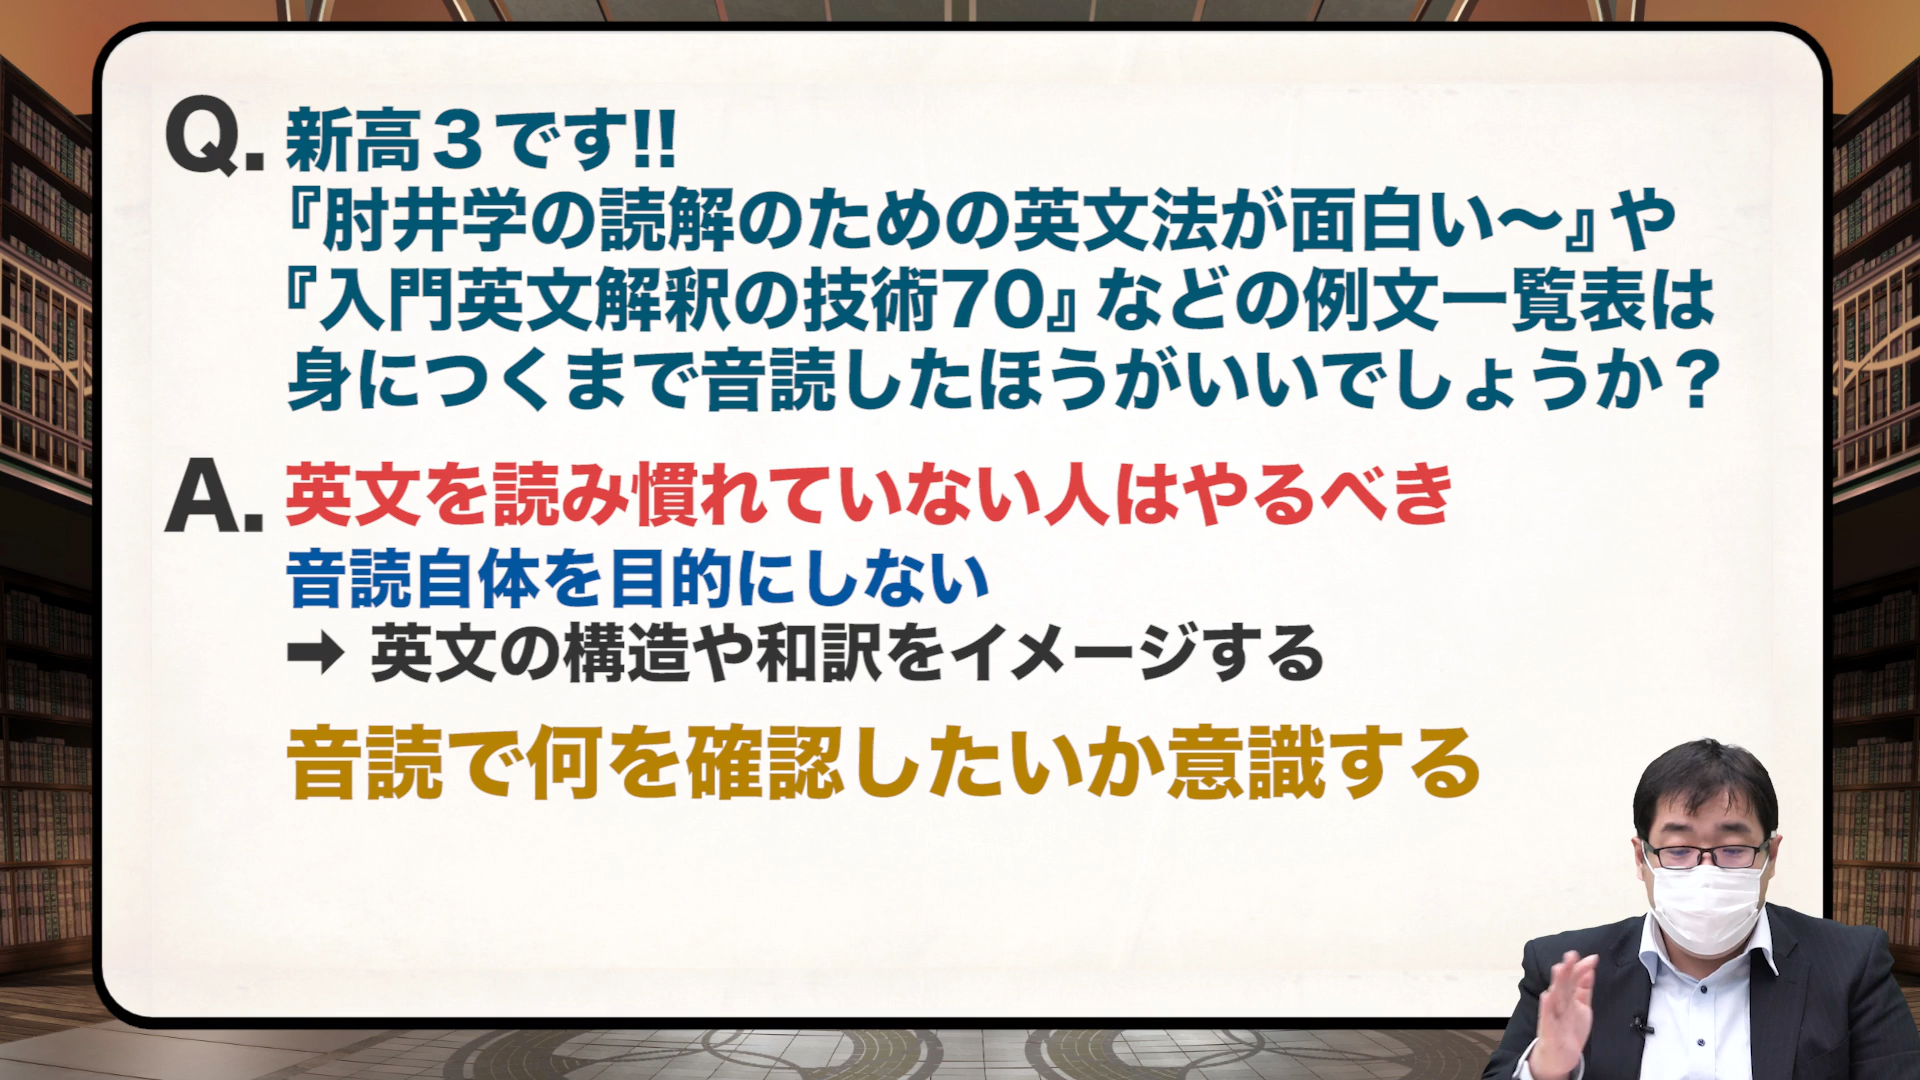 Q. 新高３です!!
『肘井学の読解のための英文法が面白い〜』や
『入門英文解釈の技術70』などの例文一覧表は
身につくまで音読したほうがいいでしょうか？
A. 英文を読み慣れていない人はやるべき
音読自体を目的にしない
➡ 英文の構造や和訳をイメージする
音読で何を確認したいか意識する